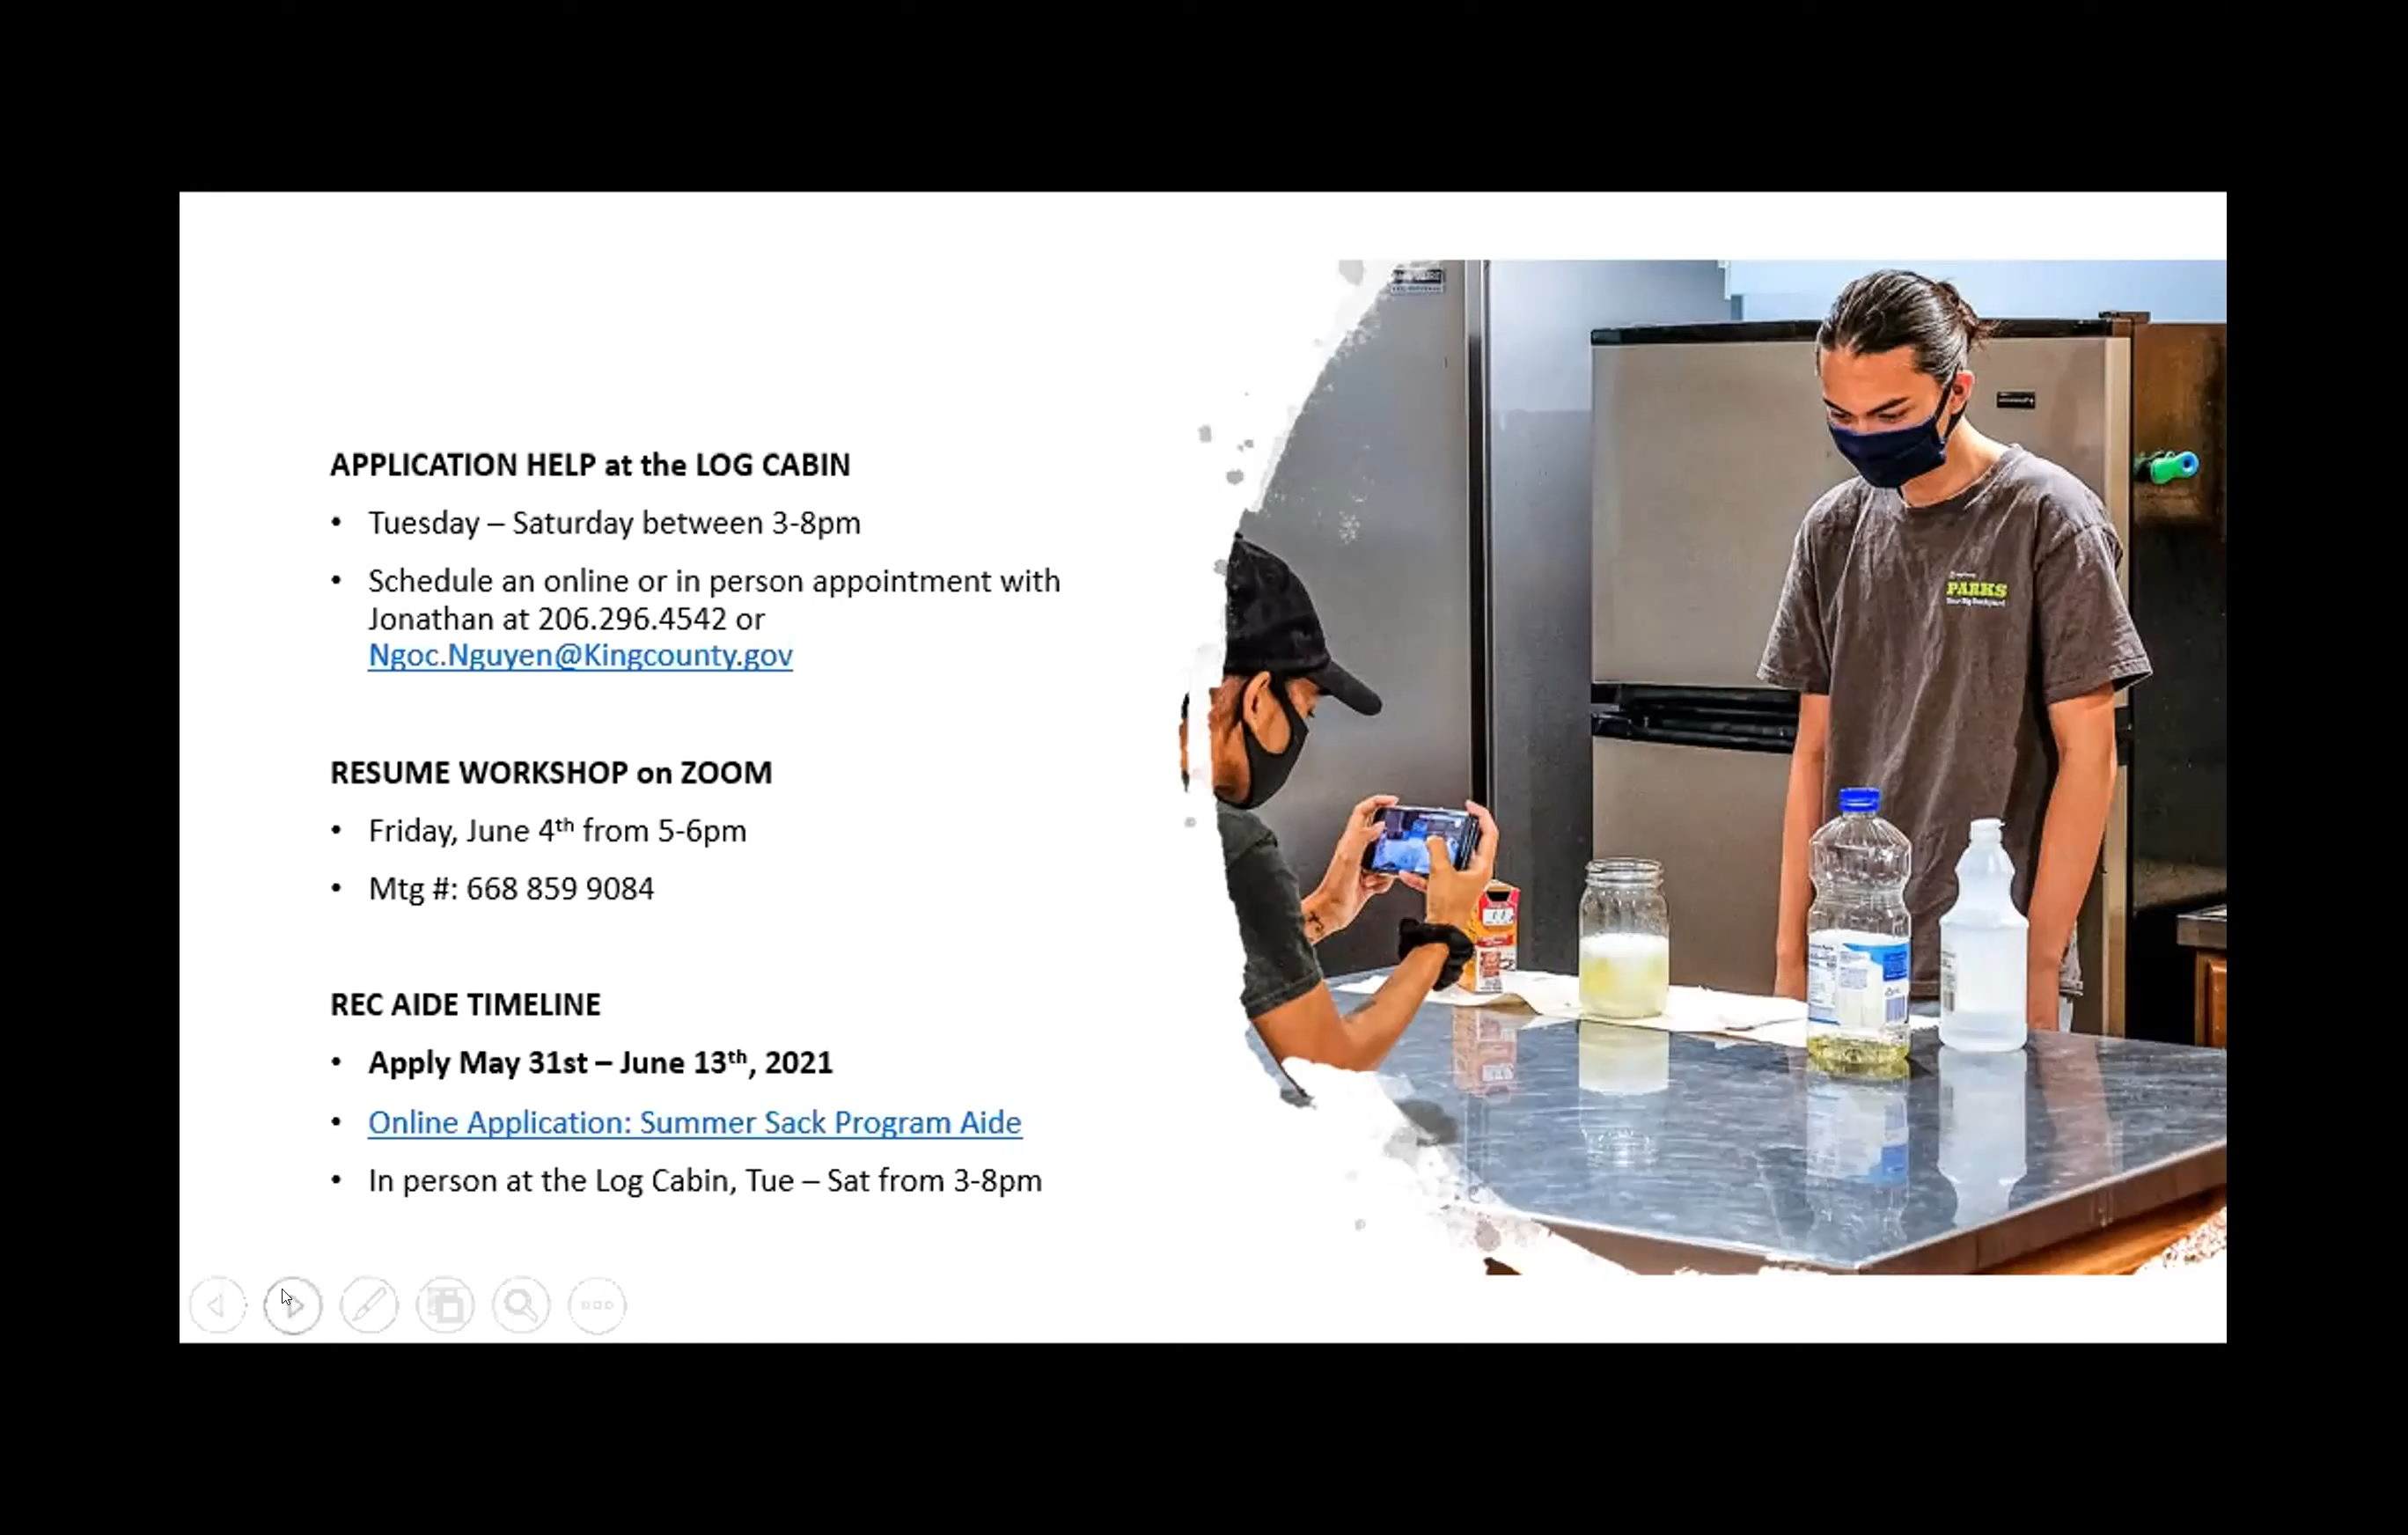 APPLICATION HELP at the LOG CABIN
• Tuesday – Saturday between 3-8pm
• Schedule an online or in person appointment with
Jonathan at 206.296.4542 or
Ngoc.Nguyen@Kingcounty.gov
RESUME WORKSHOP on ZOOM
• Friday, June 4th from 5-6pm
• Mtg #: 668 859 9084
REC AIDE TIMELINE
• Apply May 31st – June 13th, 2021
• Online Application: Summer Sack Program Aide
• In person at the Log Cabin, Tue – Sat from 3-8pm
PARKS
Your Big Backyard